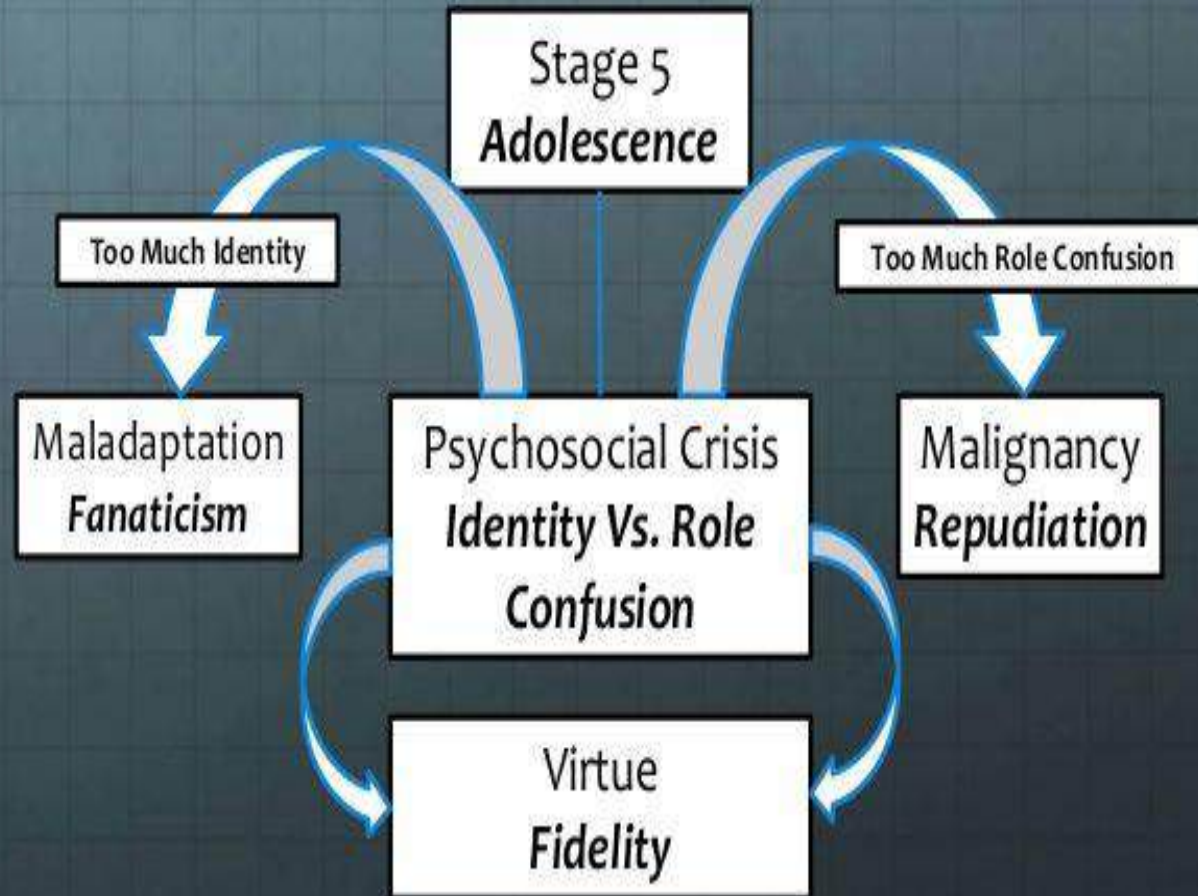 Stage 5
Adolescence
Too Much Identity
Too Much Role Confusion
Maladaptation
Fanaticism
Psychosocial Crisis
Identity Vs. Role
Confusion
Malignancy
Repudiation
Virtue
Fidelity